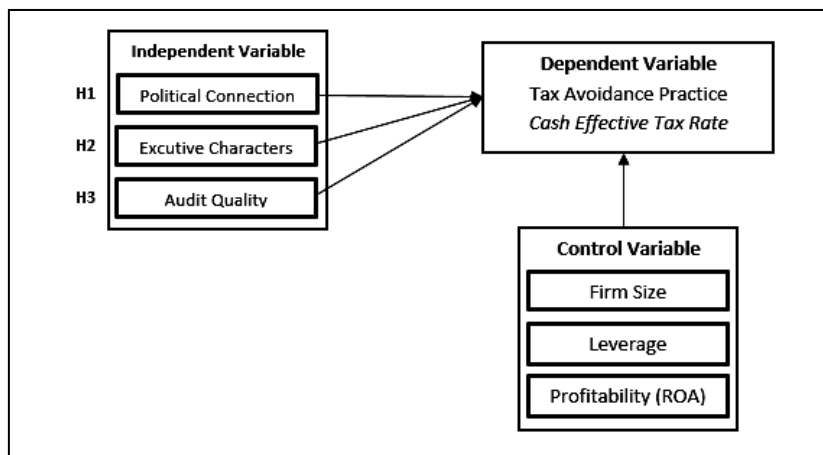 Independent Variable
H1
Political Connection
H2
Excutive Characters
H3
Audit Quality
Dependent Variable
Tax Avoidance Practice
Cash Effective Tax Rate
Control Variable
Firm Size
Leverage
Profitability (ROA)